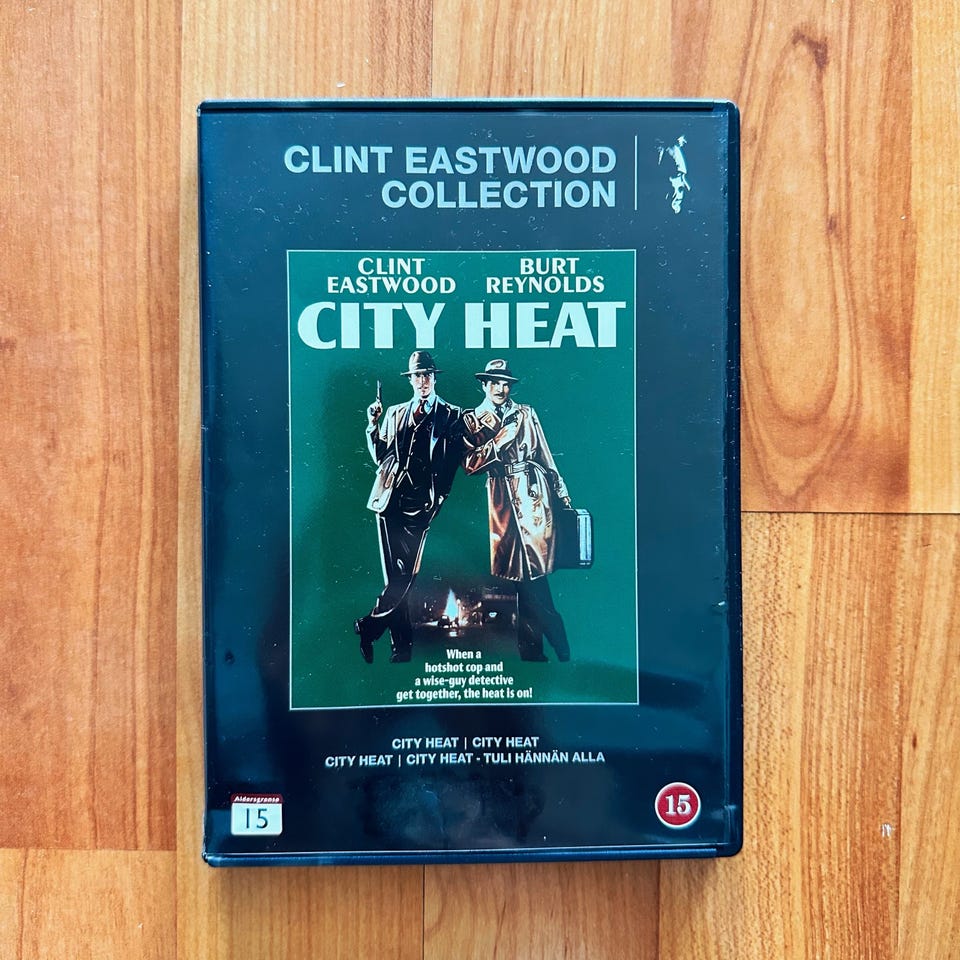 CLINT EASTWOOD
COLLECTION
CLINT
EASTWOOD
BURT
REYNOLDS
CITY HEAT
When a
hotshot cop and
a wise-guy detective
get together, the heat is on!
CITY HEAT | CITY HEAT
CITY HEAT | CITY HEAT - TULI HÄNNÄN ALLA
Aldersgrense
15
15